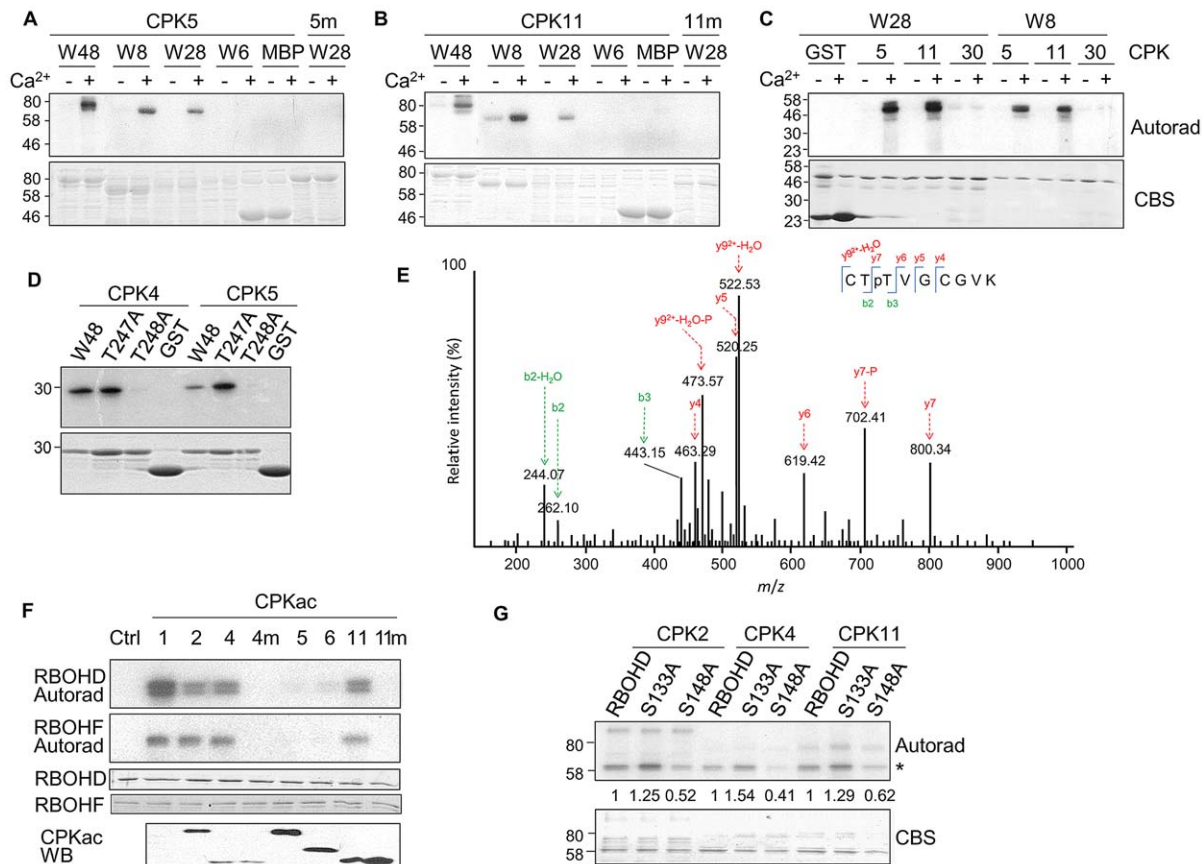 A
CPK5 5m
W48 W8 W28 W6 MBP W28
Ca2+ - + - + - + - + - + - +
80
58
46
80
58
46
B
CPK11 11m
W48 W8 W28 W6 MBP W28
Ca2+ - + - + - + - + - + - +
80
58
46
80
58
46
C
W28 W8
GST 5 11 30 5 11 30 CPK
Ca2+ - + - + - + - + - + - + - +
58
46
30
23
Autorad
58
46
30
23
CBS
D
CPK4 CPK5
W48 T247A T248A GST W48 T247A T248A GST
30
30
E
100
Relative intensity (%)
y9²⁺-H₂O
522.53
y5
520.25
y9²⁺-H₂O-P
473.57
b2-H₂O
244.07
b2
262.10
b3
443.15
y4
463.29
y6
619.42
y7-P
702.41
y7
800.34
200 300 400 500 600 700 800 900 1000
m/z
y9²⁺-H₂O
y7 y6 y5 y4
C T pT V G C G V K
b2 b3
F
CPKac
Ctrl 1 2 4 4m 5 6 11 11m
RBOHD
Autorad
RBOHF
Autorad
RBOHD
RBOHF
CPKac
WB
G
CPK2 CPK4 CPK11
RBOHD S133A S148A RBOHD S133A S148A RBOHD S133A S148A
80
58
Autorad
*
1 1.25 0.52 1 1.54 0.41 1 1.29 0.62
80
58
CBS